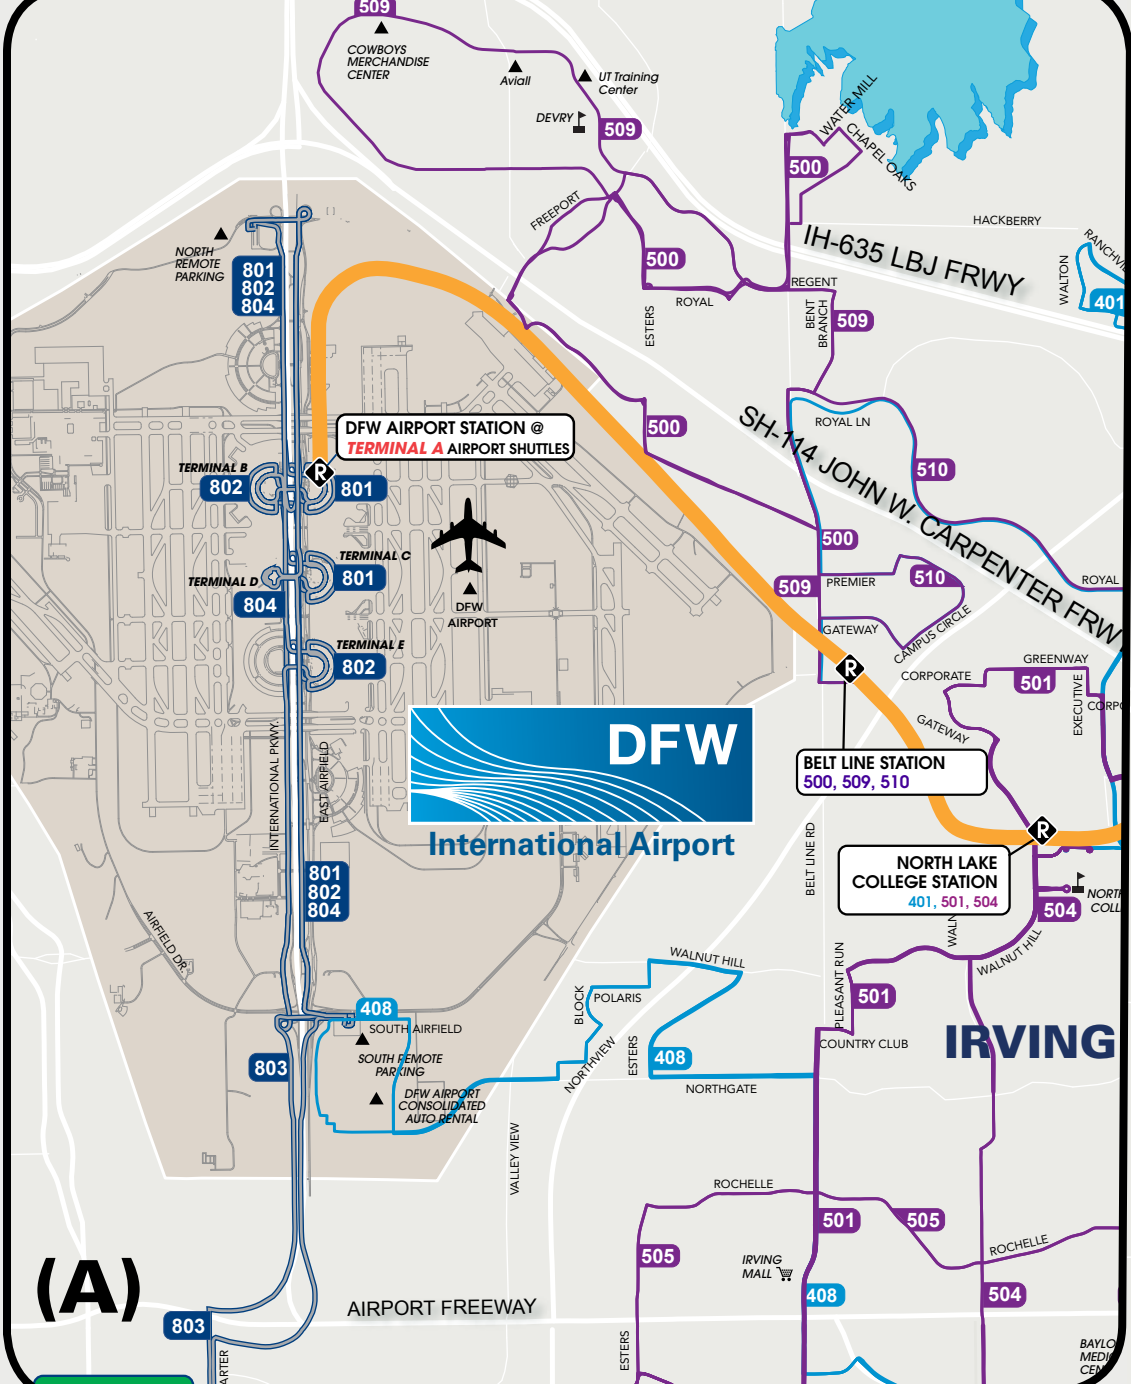 509
COWBOYS
MERCHANDISE
CENTER
Aviall
UT Training
Center
DEVRY
509
WATER MILL
CHAPEL OAKS
500
FREEPORT
HACKBERRY
IH-635 LBJ FRWY
NORTH
REMOTE
PARKING
801
802
804
500
ROYAL
ESTERS
REGENT
BENT
BRANCH
509
WALTON
401
DFW AIRPORT STATION @
TERMINAL A AIRPORT SHUTTLES
TERMINAL B
802
801
500
ROYAL LN
SH-114 JOHN W. CARPENTER FRW
510
TERMINAL C
801
TERMINAL D
804
DFW
AIRPORT
TERMINAL E
802
500
509
PREMIER
510
ROYAL
GATEWAY
CAMPUS CIRCLE
GREENWAY
CORPORATE
501
EXECUTIVE
GATEWAY
INTERNATIONAL PKWY.
EAST AIRFIELD
DFW
International Airport
BELT LINE STATION
500, 509, 510
BELT LINE RD
NORTH LAKE
COLLEGE STATION
401, 501, 504
801
802
804
AIRFIELD DR.
504
WALNUT HILL
WALNUT HILL
BLOCK
POLARIS
PLEASANT RUN
501
408
SOUTH AIRFIELD
SOUTH REMOTE
PARKING
803
DFW AIRPORT
CONSOLIDATED
AUTO RENTAL
NORTHVIEW
ESTERS
408
NORTHGATE
COUNTRY CLUB
IRVING
VALLEY VIEW
ROCHELLE
501
505
505
ROCHELLE
IRVING
MALL
408
504
(A)
AIRPORT FREEWAY
803
ESTERS